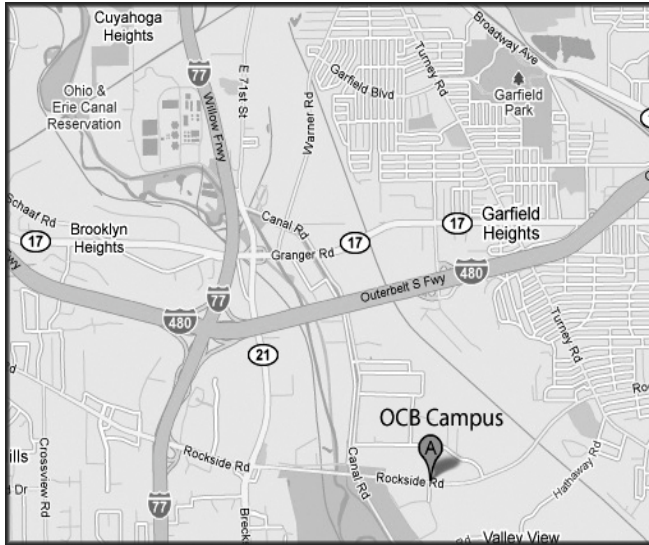 Cuyahoga
Heights
Broadway Ave
77
E 71st St
Turney Rd
Ohio &
Erie Canal
Reservation
Willow Frwy
Garfield Blvd
Garfield
Park
Warner Rd
Schaaf Rd
Canal Rd
17
Brooklyn
Heights
Granger Rd
17
17
Garfield
Heights
480
Outerbelt S Fwy
77
480
Turney Rd
21
OCB Campus
A
Rockside Rd
Rockside Rd
Canal Rd
Hathaway Rd
Crossview Rd
77
Valley View